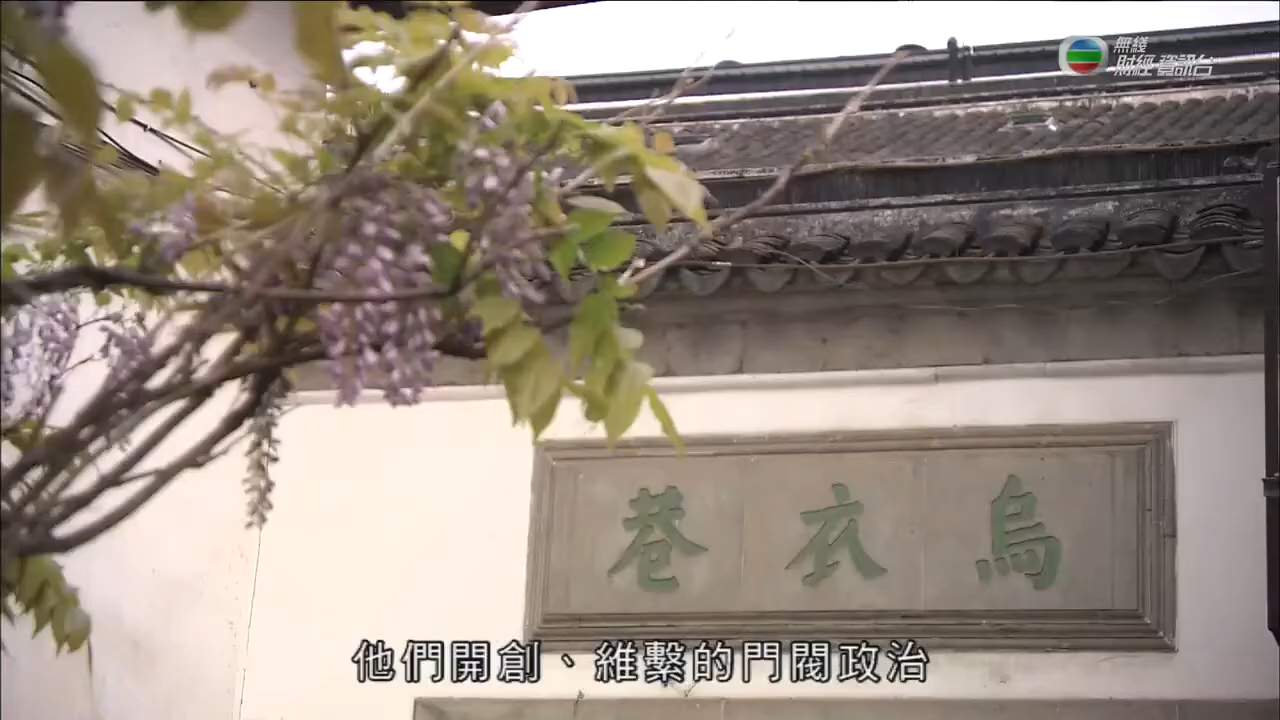 無綫
財經·資訊台
烏衣巷
他們開創、維繫的門閥政治